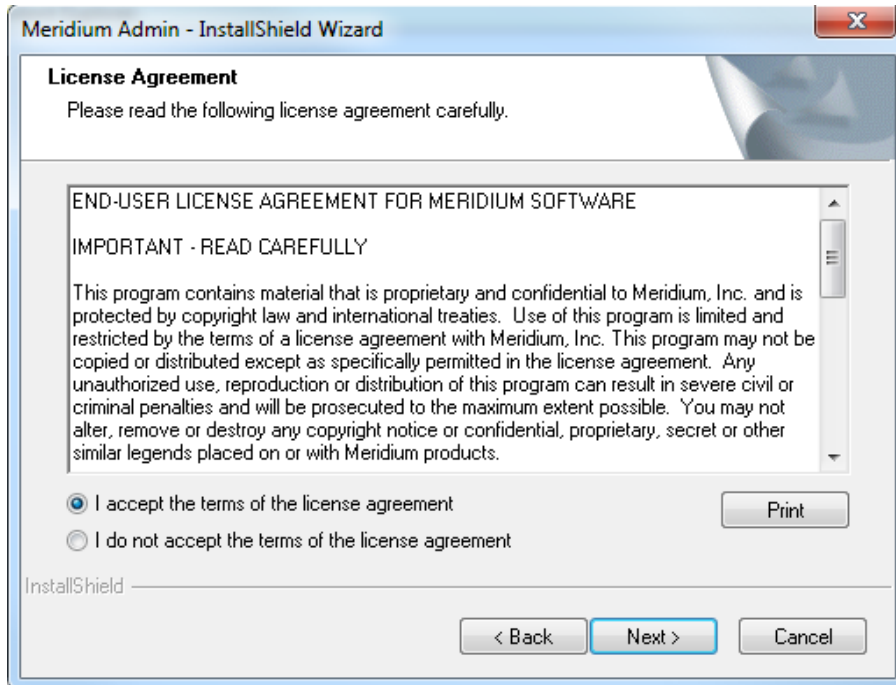 Meridium Admin - InstallShield Wizard
License Agreement
Please read the following license agreement carefully.
END-USER LICENSE AGREEMENT FOR MERIDIUM SOFTWARE
IMPORTANT - READ CAREFULLY
This program contains material that is proprietary and confidential to Meridium, Inc. and is
protected by copyright law and international treaties.  Use of this program is limited and
restricted by the terms of a license agreement with Meridium, Inc. This program may not be
copied or distributed except as specifically permitted in the license agreement.  Any
unauthorized use, reproduction or distribution of this program can result in severe civil or
criminal penalties and will be prosecuted to the maximum extent possible.  You may not
alter, remove or destroy any copyright notice or confidential, proprietary, secret or other
similar legends placed on or with Meridium products.
I accept the terms of the license agreement
Print
I do not accept the terms of the license agreement
InstallShield
< Back
Next >
Cancel